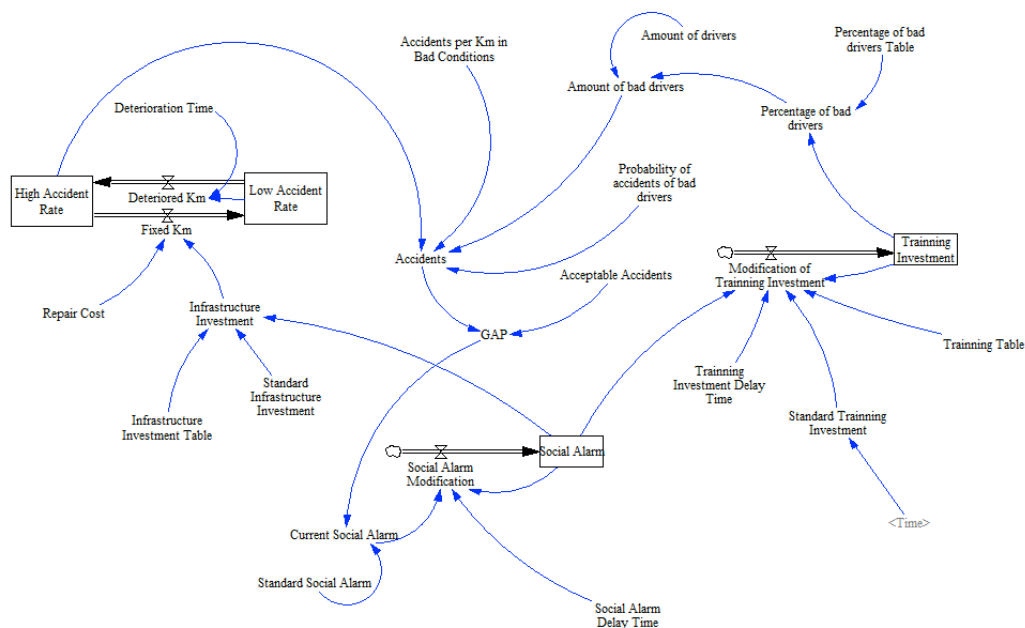 Amount of drivers
Accidents per Km in
Bad Conditions
Percentage of bad
drivers Table
Amount of bad drivers
Deterioration Time
Percentage of bad
drivers
Probability of
accidents of bad
drivers
High Accident
Rate
Deteriored Km
Low Accident
Rate
Fixed Km
Accidents
Trainning
Investment
Modification of
Trainning Investment
Acceptable Accidents
Repair Cost
Infrastructure
Investment
GAP
Trainning Table
Trainning
Investment Delay
Time
Standard
Infrastructure
Investment
Infrastructure
Investment Table
Standard Trainning
Investment
Social Alarm
Social Alarm
Modification
<Time>
Current Social Alarm
Standard Social Alarm
Social Alarm
Delay Time